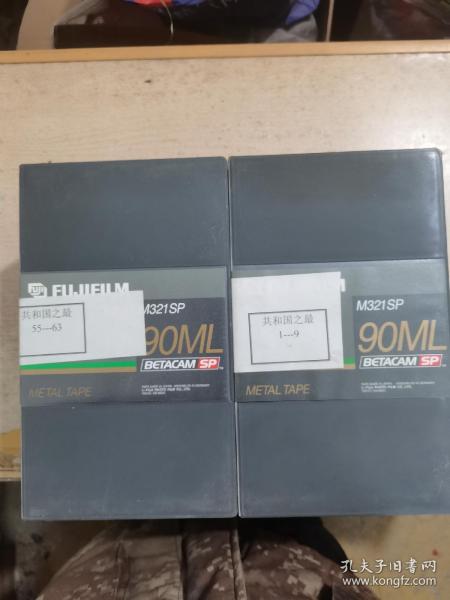 FUJI FUJIFILM
M321SP
共和国之最
55---63
90ML
BETACAM SP
METAL TAPE
M321SP
共和国之最
1---9
90ML
BETACAM SP
METAL TAPE
孔夫子旧书网
www.kongfz.com